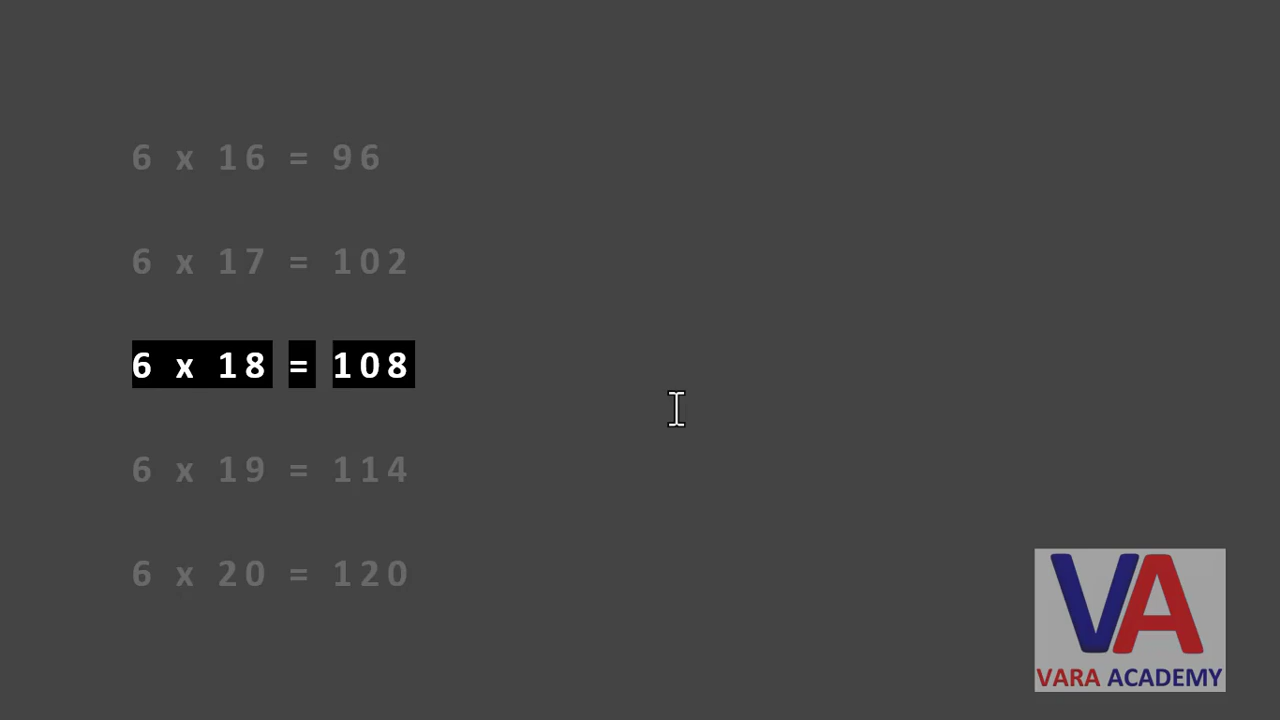 6 x 16 = 96
6 x 17 = 102
6 x 18 = 108
6 x 19 = 114
6 x 20 = 120
VA
VARA ACADEMY